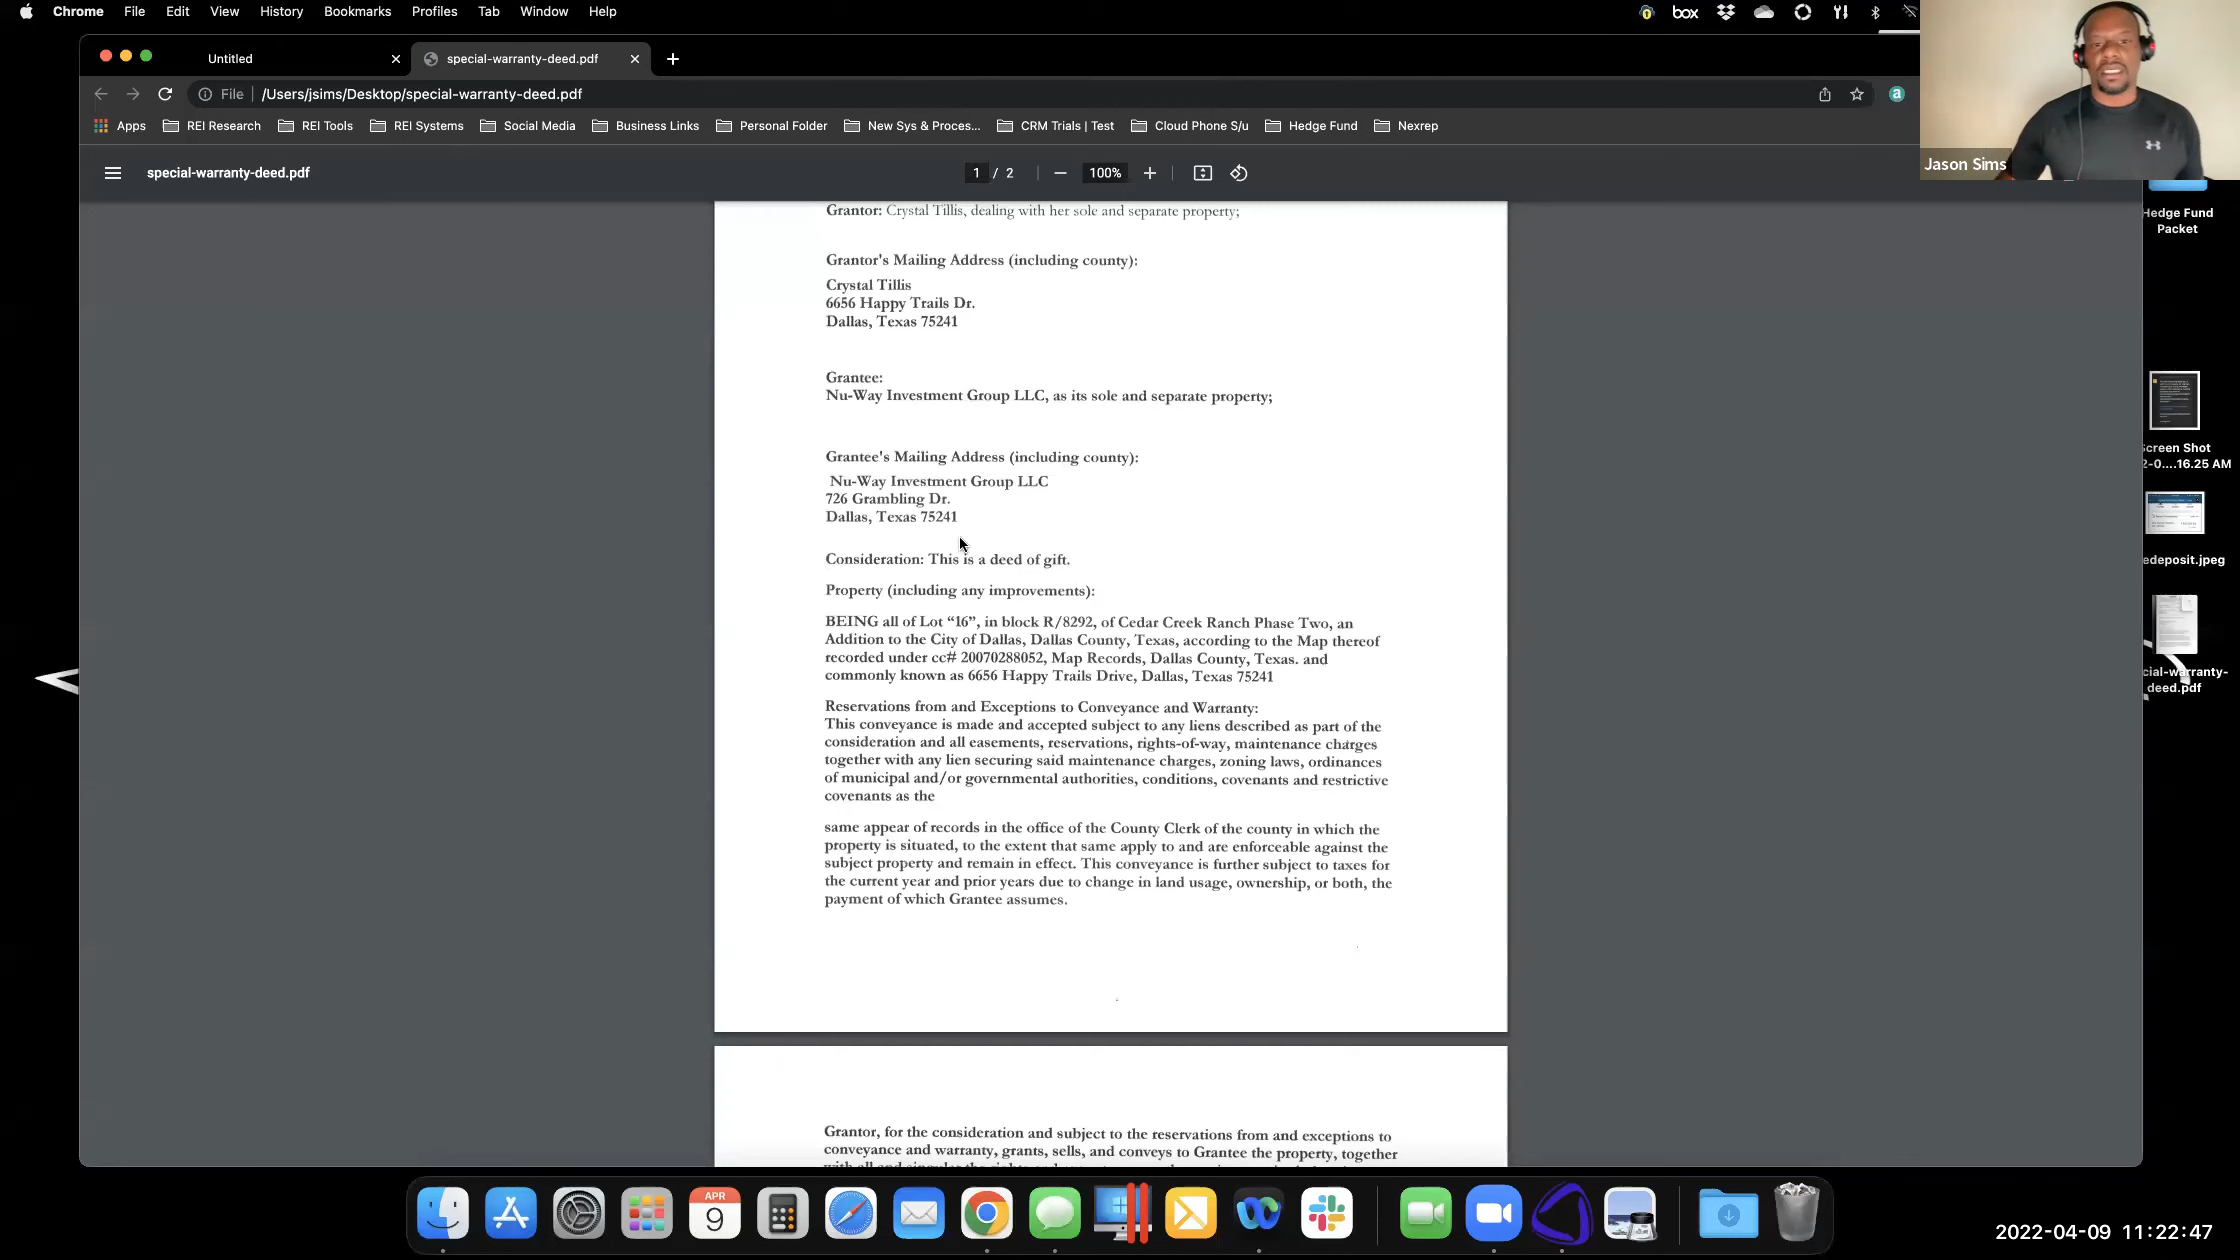 Chrome File Edit View History Bookmarks Profiles Tab Window Help
box
Untitled
special-warranty-deed.pdf
File /Users/jsims/Desktop/special-warranty-deed.pdf
a
Apps REI Research REI Tools REI Systems Social Media Business Links Personal Folder New Sys & Proces... CRM Trials | Test Cloud Phone S/u Hedge Fund Nexrep
Jason Sims
special-warranty-deed.pdf
1 / 2 100%
Grantor: Crystal Tillis, dealing with her sole and separate property;
Grantor's Mailing Address (including county):
Crystal Tillis
6656 Happy Trails Dr.
Dallas, Texas 75241
Grantee:
Nu-Way Investment Group LLC, as its sole and separate property;
Grantee's Mailing Address (including county):
Nu-Way Investment Group LLC
726 Grambling Dr.
Dallas, Texas 75241
Consideration: This is a deed of gift.
Property (including any improvements):
BEING all of Lot “16”, in block R/8292, of Cedar Creek Ranch Phase Two, an
Addition to the City of Dallas, Dallas County, Texas, according to the Map thereof
recorded under cc# 20070288052, Map Records, Dallas County, Texas. and
commonly known as 6656 Happy Trails Drive, Dallas, Texas 75241
Reservations from and Exceptions to Conveyance and Warranty:
This conveyance is made and accepted subject to any liens described as part of the
consideration and all easements, reservations, rights-of-way, maintenance charges
together with any lien securing said maintenance charges, zoning laws, ordinances
of municipal and/or governmental authorities, conditions, covenants and restrictive
covenants as the
same appear of records in the office of the County Clerk of the county in which the
property is situated, to the extent that same apply to and are enforceable against the
subject property and remain in effect. This conveyance is further subject to taxes for
the current year and prior years due to change in land usage, ownership, or both, the
payment of which Grantee assumes.
Grantor, for the consideration and subject to the reservations from and exceptions to
conveyance and warranty, grants, sells, and conveys to Grantee the property, together
Hedge Fund
Packet
Screen Shot
2-0....16.25 AM
edeposit.jpeg
cial-warranty-
deed.pdf
APR
9
2022-04-09 11:22:47